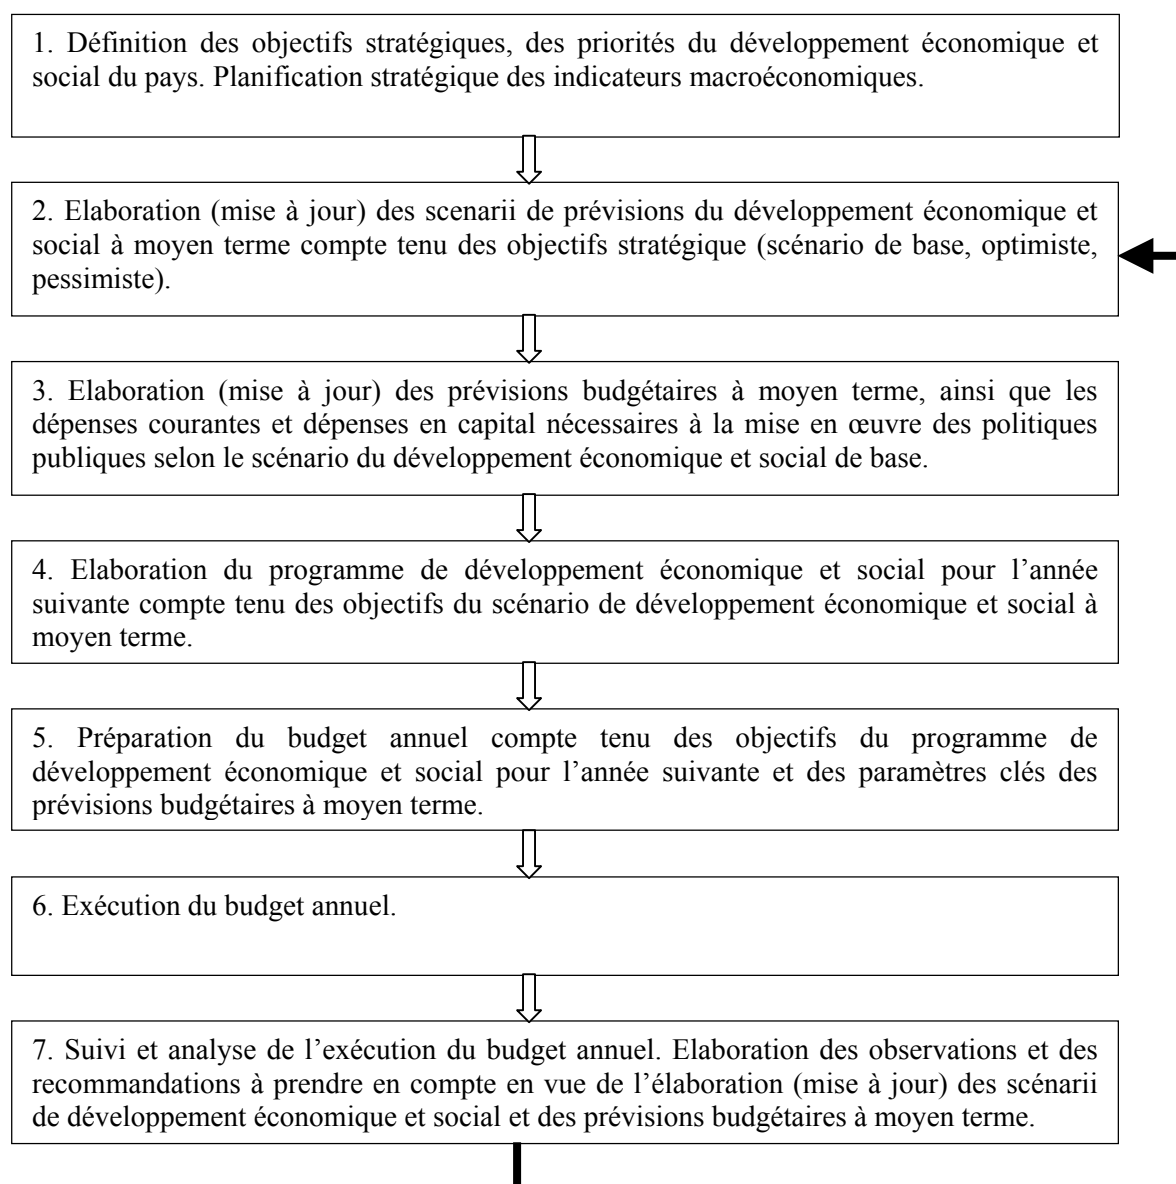 1. Définition des objectifs stratégiques, des priorités du développement économique et
social du pays. Planification stratégique des indicateurs macroéconomiques.
2. Elaboration (mise à jour) des scenarii de prévisions du développement économique et
social à moyen terme compte tenu des objectifs stratégique (scénario de base, optimiste,
pessimiste).
3. Elaboration (mise à jour) des prévisions budgétaires à moyen terme, ainsi que les
dépenses courantes et dépenses en capital nécessaires à la mise en œuvre des politiques
publiques selon le scénario du développement économique et social de base.
4. Elaboration du programme de développement économique et social pour l’année
suivante compte tenu des objectifs du scénario de développement économique et social à
moyen terme.
5. Préparation du budget annuel compte tenu des objectifs du programme de
développement économique et social pour l’année suivante et des paramètres clés des
prévisions budgétaires à moyen terme.
6. Exécution du budget annuel.
7. Suivi et analyse de l’exécution du budget annuel. Elaboration des observations et des
recommandations à prendre en compte en vue de l’élaboration (mise à jour) des scénarii
de développement économique et social et des prévisions budgétaires à moyen terme.